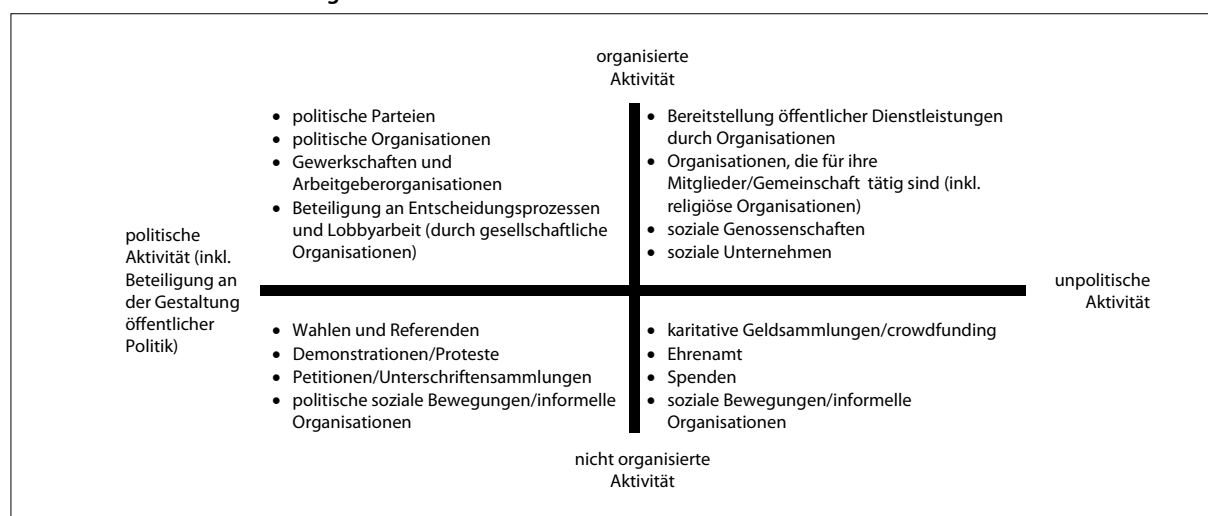 organisierte
Aktivität
• politische Parteien
• politische Organisationen
• Gewerkschaften und
Arbeitgeberorganisationen
• Beteiligung an Entscheidungsprozessen
und Lobbyarbeit (durch gesellschaftliche
Organisationen)
• Bereitstellung öffentlicher Dienstleistungen
durch Organisationen
• Organisationen, die für ihre
Mitglieder/Gemeinschaft tätig sind (inkl.
religiöse Organisationen)
• soziale Genossenschaften
• soziale Unternehmen
politische
Aktivität (inkl.
Beteiligung an
der Gestaltung
öffentlicher
Politik)
unpolitische
Aktivität
• Wahlen und Referenden
• Demonstrationen/Proteste
• Petitionen/Unterschriftensammlungen
• politische soziale Bewegungen/informelle
Organisationen
• karitative Geldsammlungen/crowdfunding
• Ehrenamt
• Spenden
• soziale Bewegungen/informelle
Organisationen
nicht organisierte
Aktivität